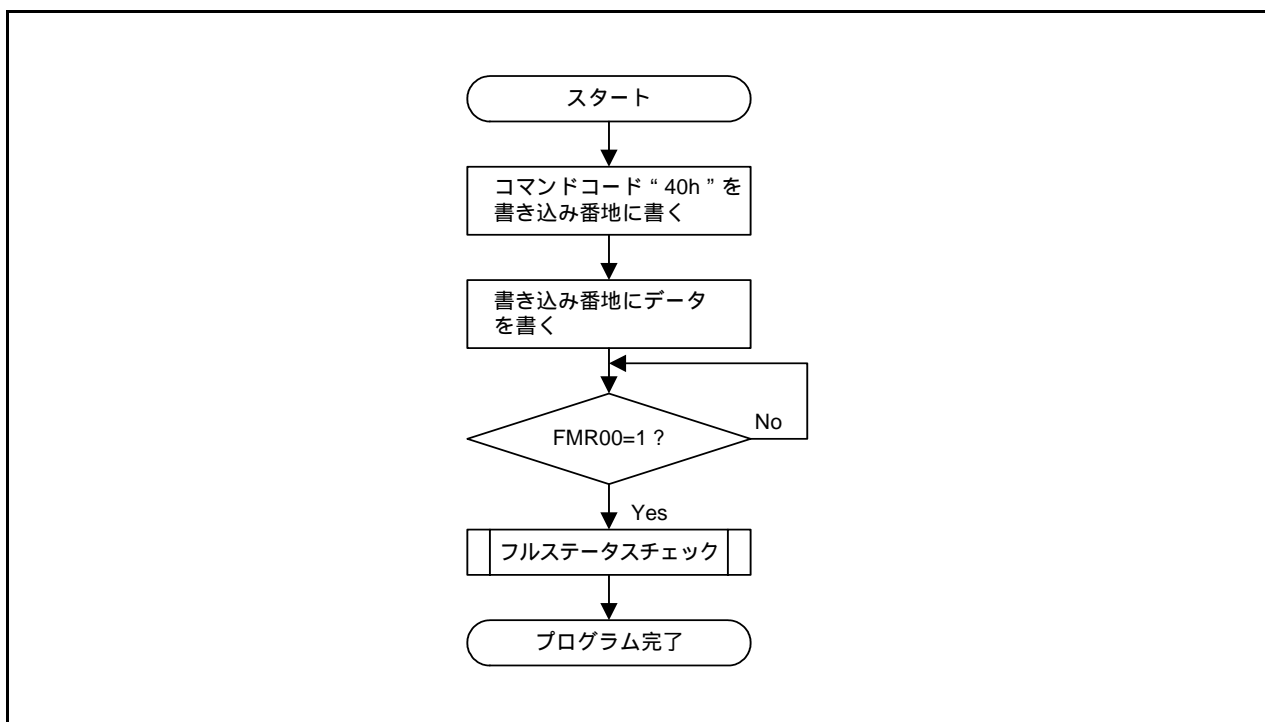 スタート
コマンドコード “ 40h ” を
書き込み番地に書く
書き込み番地にデータ
を書く
FMR00=1 ?
No
Yes
フルステータスチェック
プログラム完了